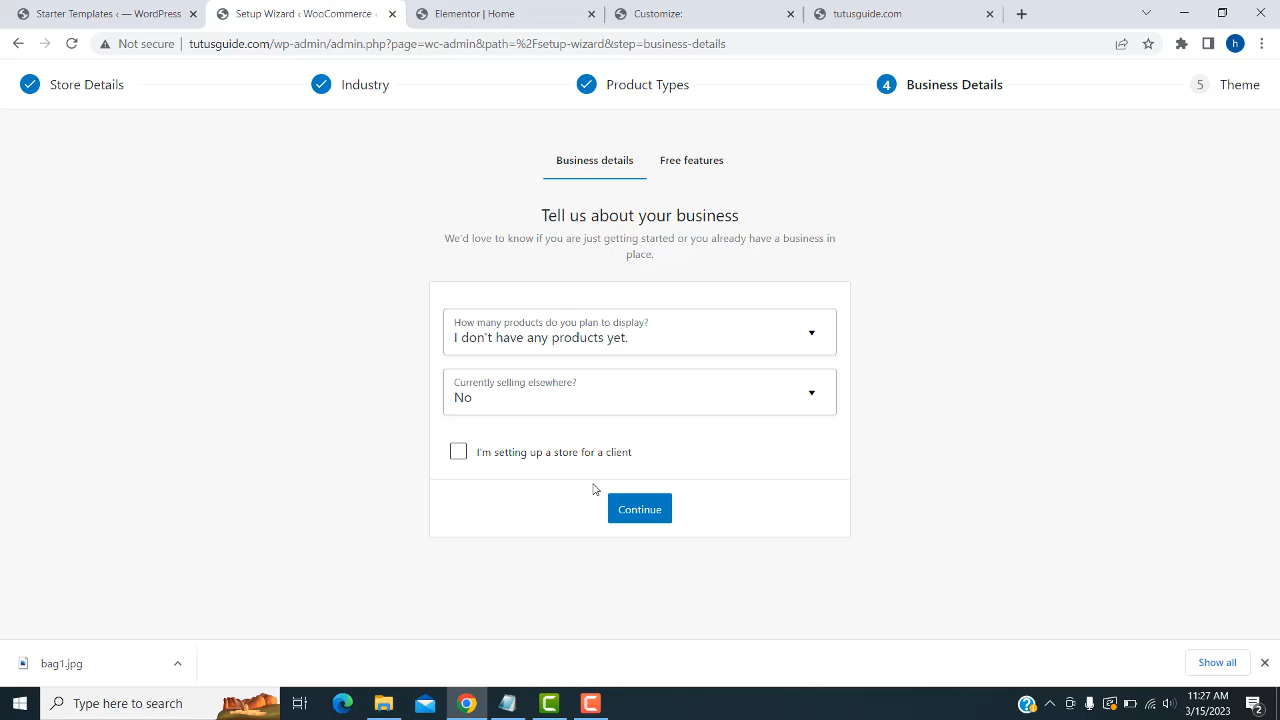 Starter Templates ‹ — WordPress
Setup Wizard ‹ WooCommerce ‹
Elementor | Home
Customize:
tutusguide.com
Not secure
tutusguide.com/wp-admin/admin.php?page=wc-admin&path=%2Fsetup-wizard&step=business-details
h
Store Details
Industry
Product Types
4 Business Details
5 Theme
Business details
Free features
Tell us about your business
We'd love to know if you are just getting started or you already have a business in
place.
How many products do you plan to display?
I don't have any products yet.
Currently selling elsewhere?
No
I'm setting up a store for a client
Continue
bag1.jpg
Show all
Type here to search
11:27 AM
3/15/2023
2